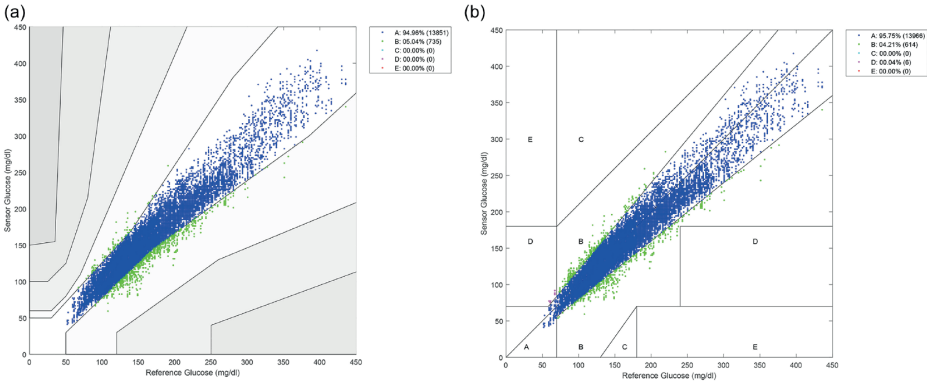 (a)
A: 94.96% (13851)
B: 05.04% (735)
C: 00.00% (0)
D: 00.00% (0)
E: 00.00% (0)
Sensor Glucose (mg/dl)
450
400
350
300
250
200
150
100
50
0
0 50 100 150 200 250 300 350 400 450
Reference Glucose (mg/dl)
(b)
A: 95.75% (13966)
B: 04.21% (614)
C: 00.00% (0)
D: 00.04% (6)
E: 00.00% (0)
Sensor Glucose (mg/dl)
450
400
350
300
250
200
150
100
50
0
E C
D B D
A B C E
0 50 100 150 200 250 300 350 400 450
Reference Glucose (mg/dl)